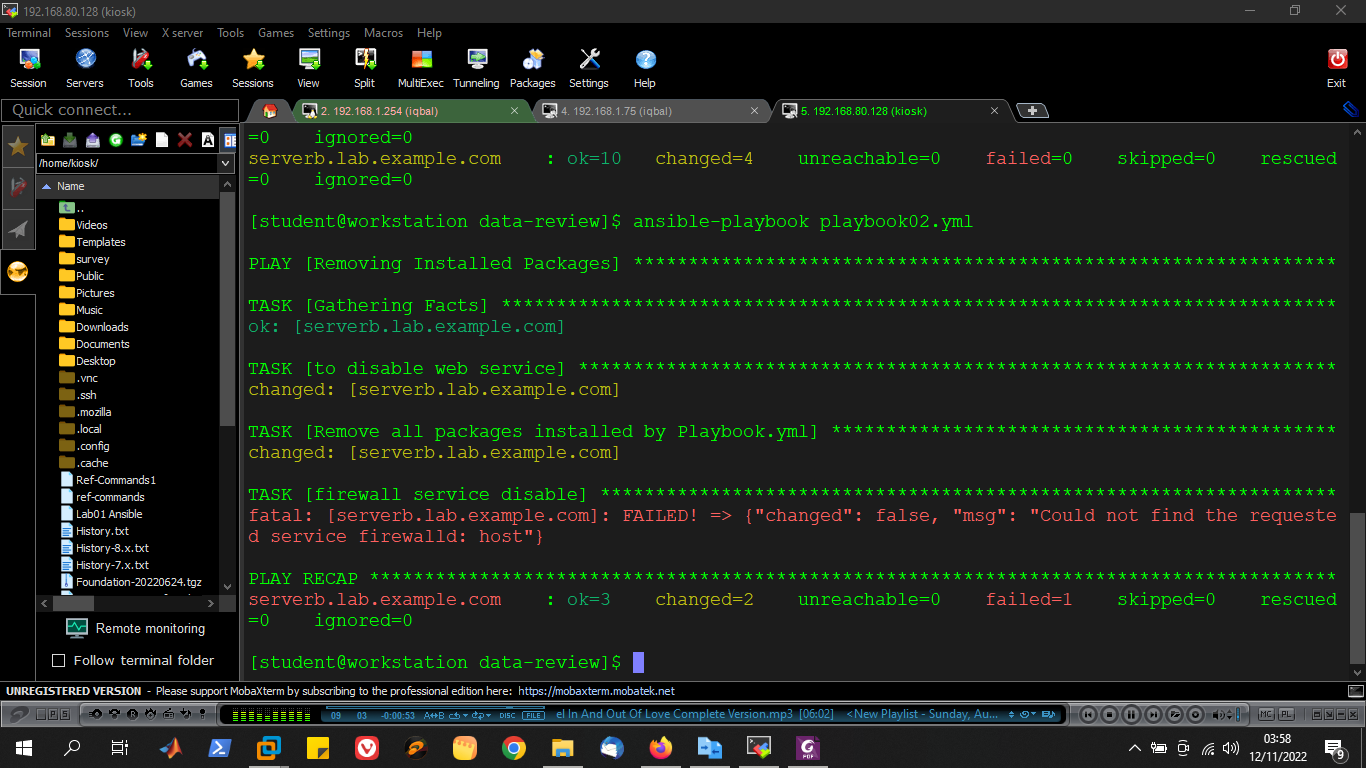 192.168.80.128 (kiosk)
Terminal Sessions View X server Tools Games Settings Macros Help
Session Servers Tools Games Sessions View Split MultiExec Tunneling Packages Settings Help Exit
Quick connect...
2. 192.168.1.254 (iqbal) 4. 192.168.1.75 (iqbal) 5. 192.168.80.128 (kiosk)
/home/kiosk/
Name
..
Videos
Templates
survey
Public
Pictures
Music
Downloads
Documents
Desktop
.vnc
.ssh
.mozilla
.local
.config
.cache
Ref-Commands1
ref-commands
Lab01 Ansible
History.txt
History-8.x.txt
History-7.x.txt
Foundation-20220624.tgz
Remote monitoring
Follow terminal folder
=0 ignored=0
serverb.lab.example.com : ok=10 changed=4 unreachable=0 failed=0 skipped=0 rescued
=0 ignored=0
[student@workstation data-review]$ ansible-playbook playbook02.yml
PLAY [Removing Installed Packages] ****************************************************************
TASK [Gathering Facts] ****************************************************************************
ok: [serverb.lab.example.com]
TASK [to disable web service] *********************************************************************
changed: [serverb.lab.example.com]
TASK [Remove all packages installed by Playbook.yml] **********************************************
changed: [serverb.lab.example.com]
TASK [firewall service disable] *******************************************************************
fatal: [serverb.lab.example.com]: FAILED! => {"changed": false, "msg": "Could not find the requeste
d service firewalld: host"}
PLAY RECAP ****************************************************************************************
serverb.lab.example.com : ok=3 changed=2 unreachable=0 failed=1 skipped=0 rescued
=0 ignored=0
[student@workstation data-review]$
UNREGISTERED VERSION - Please support MobaXterm by subscribing to the professional edition here: https://mobaxterm.mobatek.net
09 03 -0:00:53 A↔B DISC FILE el In And Out Of Love Complete Version.mp3 [06:02] <New Playlist - Sunday, Au... MC PL
03:58
12/11/2022
9